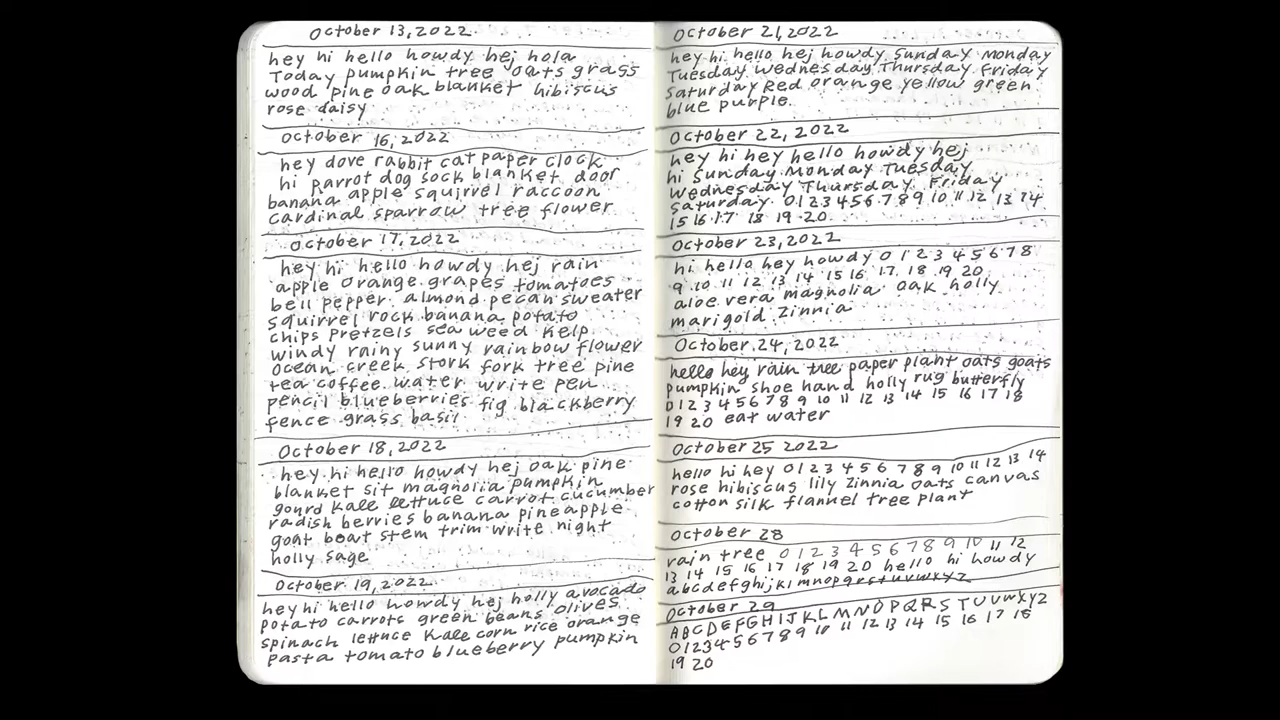 October 13, 2022
hey hi hello howdy hej hola
Today pumpkin tree oats grass
wood pine oak blanket hibiscus
rose daisy
October 16, 2022
hey dove rabbit cat paper clock
hi parrot dog sock blanket door
banana apple squirrel raccoon
cardinal sparrow tree flower
October 17, 2022
hey hi hello howdy hej rain
apple orange grapes tomatoes
bell pepper almond pecan sweater
squirrel rock banana potato
chips pretzels seaweed kelp
windy rainy sunny rainbow flower
ocean creek stork fork tree pine
tea coffee water write pen
pencil blueberries fig blackberry
fence grass basil
October 18, 2022
hey hi hello howdy hej oak pine
blanket sit magnolia pumpkin
gourd kale lettuce carrot cucumber
radish berries banana pineapple
goat boat stem trim write night
holly sage
October 19, 2022
hey hi hello howdy hej holly avocado
potato carrots green beans olives
spinach lettuce kale corn rice orange
pasta tomato blueberry pumpkin
October 21, 2022
hey hi hello hej howdy Sunday Monday
Tuesday Wednesday Thursday Friday
Saturday Red orange yellow green
blue purple.
October 22, 2022
hey hi hey hello howdy hej
hi Sunday Monday Tuesday
Wednesday Thursday Friday
Saturday. 0 1 2 3 4 5 6 7 8 9 10 11 12 13 14
15 16 17 18 19 20
October 23, 2022
hi hello hey howdy 0 1 2 3 4 5 6 7 8
9 10 11 12 13 14 15 16 17 18 19 20
aloe vera magnolia oak holly
marigold zinnia
October 24, 2022
hello hey rain tree paper plant oats goats
pumpkin shoe hand holly rug butterfly
0 1 2 3 4 5 6 7 8 9 10 11 12 13 14 15 16 17 18
19 20 eat water
October 25 2022
hello hi hey 0 1 2 3 4 5 6 7 8 9 10 11 12 13 14
rose hibiscus lily zinnia oats canvas
cotton silk flannel tree plant
October 28
rain tree 0 1 2 3 4 5 6 7 8 9 10 11 12
13 14 15 16 17 18 19 20 hello hi howdy
abcdefghijklmnopqrstuvwxyz
October 29
ABCDEFGHIJKLMNOPQRSTUVWXYZ
0 1 2 3 4 5 6 7 8 9 10 11 12 13 14 15 16 17 18
19 20